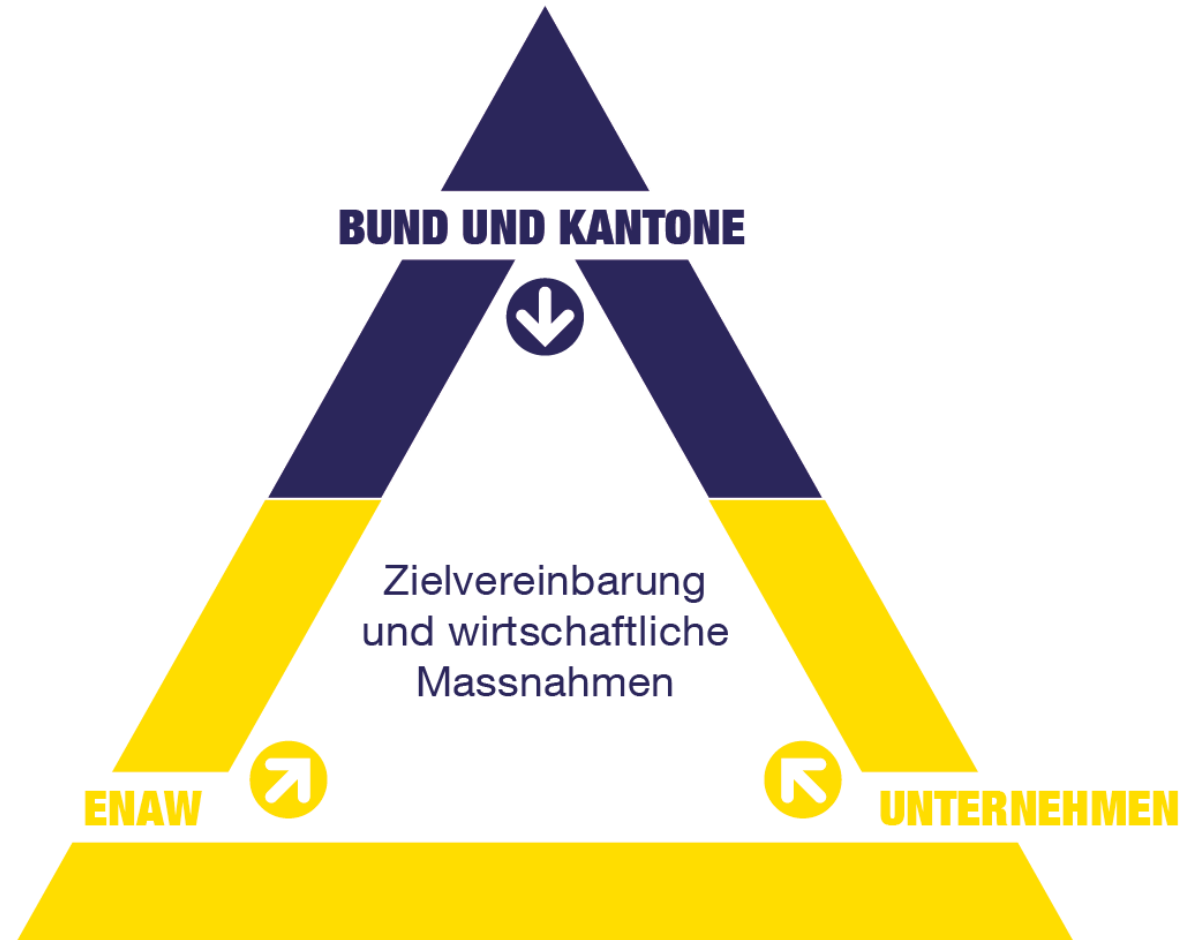 BUND UND KANTONE
Zielvereinbarung
und wirtschaftliche
Massnahmen
ENAW
UNTERNEHMEN